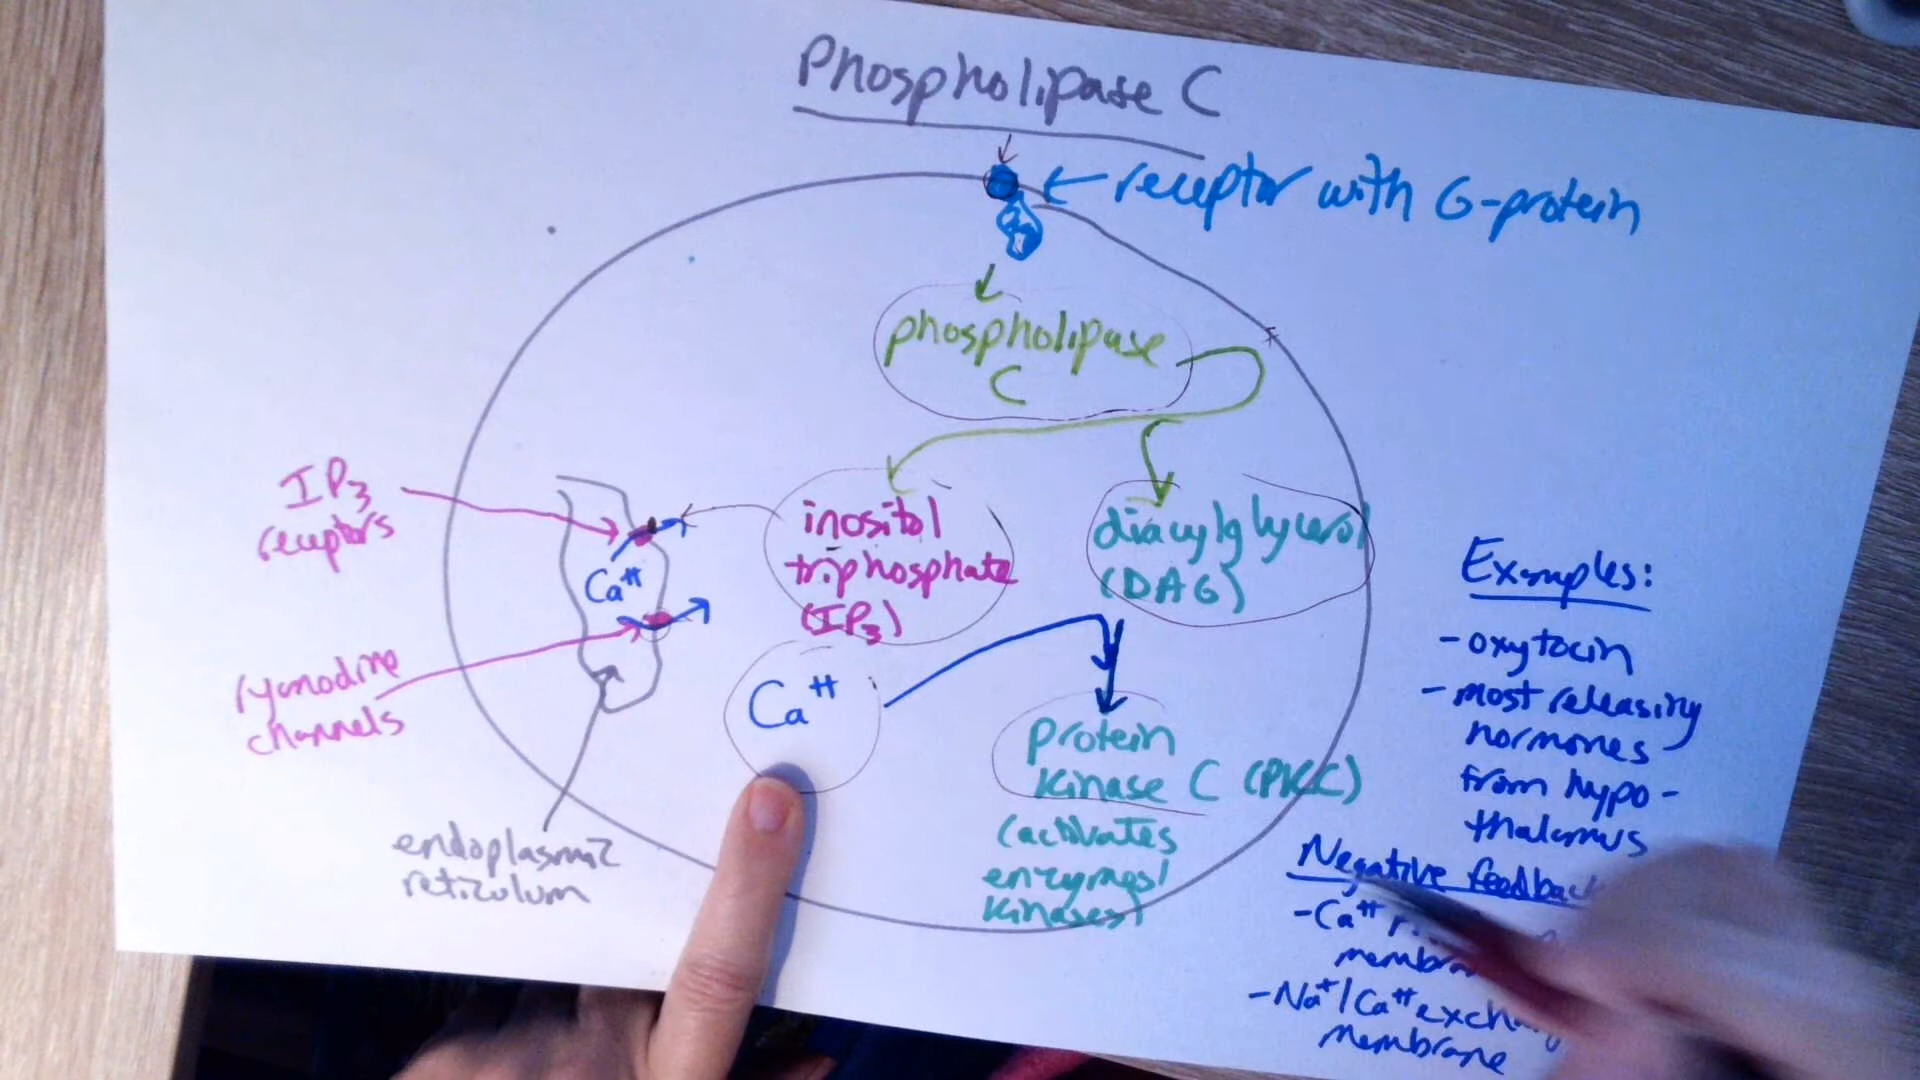 Phospholipase C
receptor with G-protein
phospholipase
C
IP3
receptors
Ca++
inositol
triphosphate
(IP3)
diacylglycerol
(DAG)
ryanodine
channels
Ca++
protein
kinase C (PKC)
(activates
enzymes/
kinases)
endoplasmic
reticulum
Examples:
- oxytocin
- most releasing
hormones
from hypo-
thalamus
Negative feedback
- Ca++
membrane
- Na+/Ca++
membrane